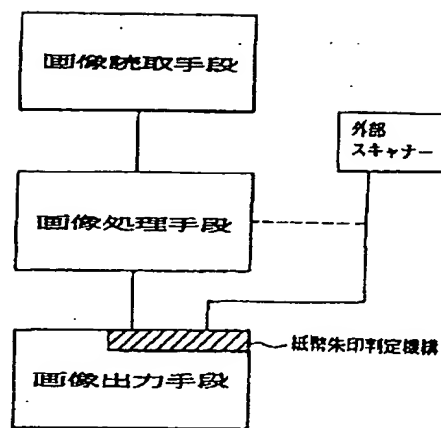 画像読取手段
外部
スキャナー
画像処理手段
紙幣朱印判定機構
画像出力手段